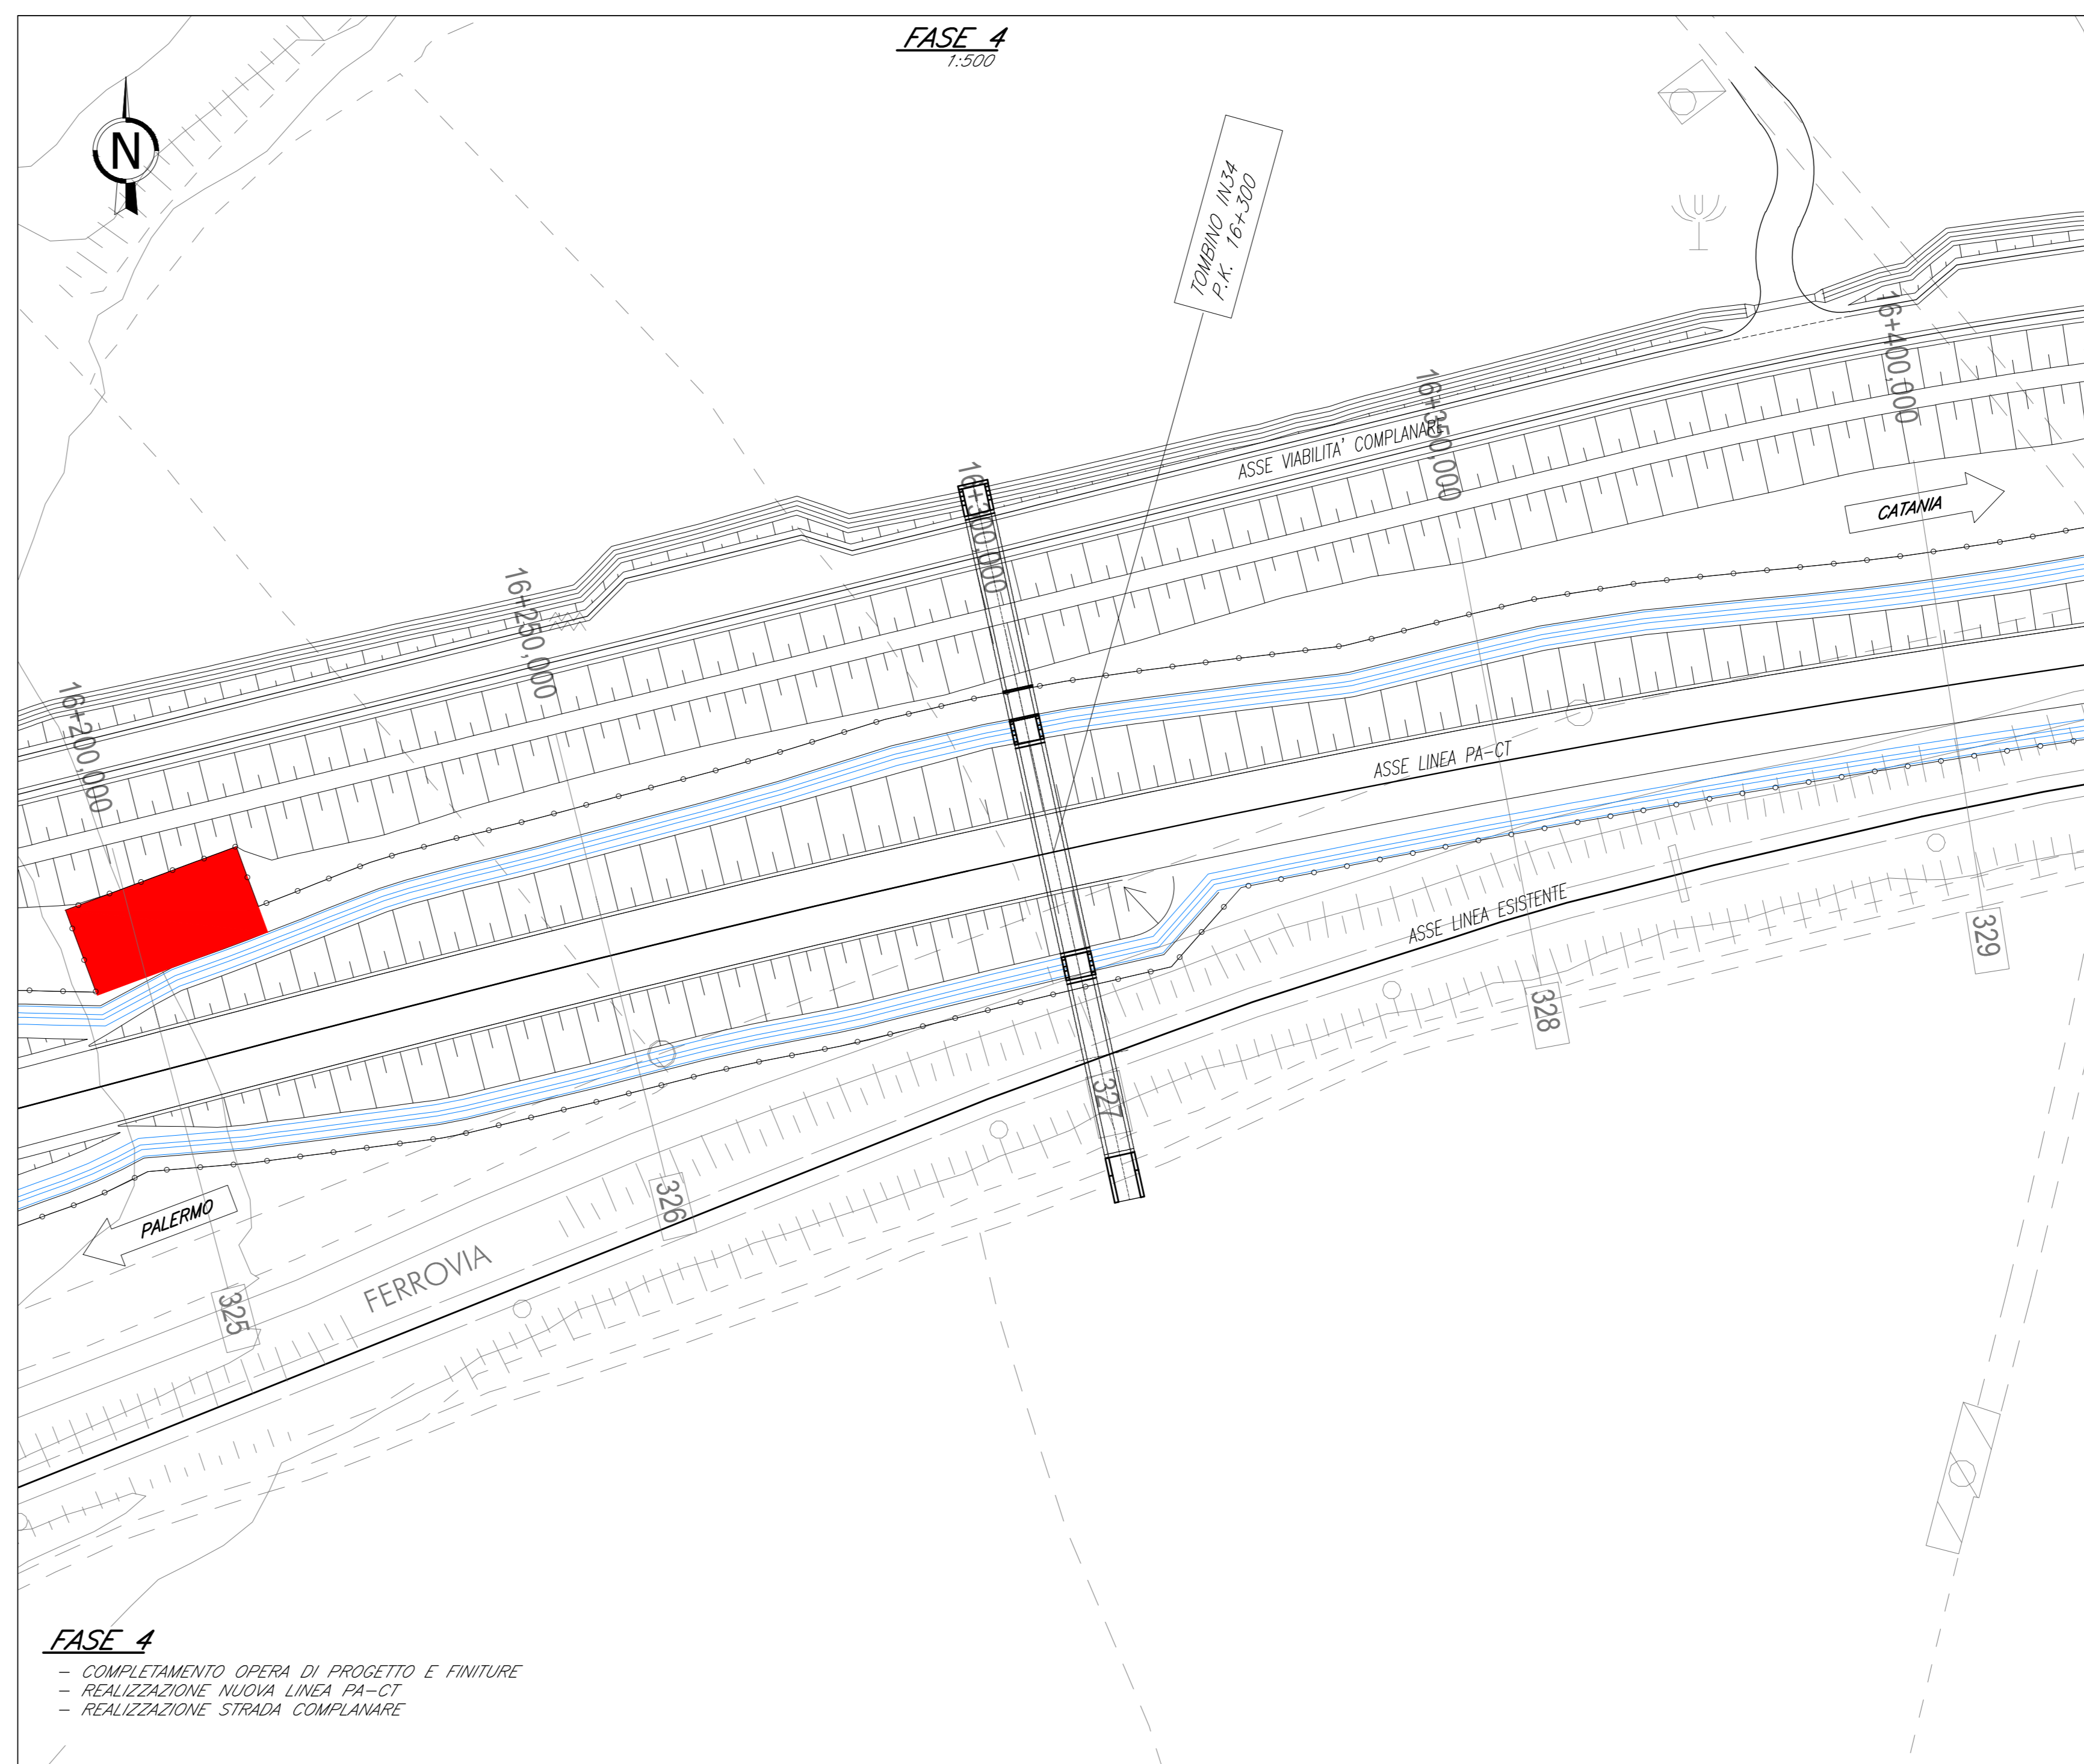 FASE 4
1:500
N
TOMBINO IN34
P.K. 16+300
16+400,000
16+350,000
ASSE VIABILITA' COMPLANARE
16+300,000
CATANIA
16+250,000
16+200,000
ASSE LINEA PA-CT
ASSE LINEA ESISTENTE
329
328
327
326
325
PALERMO
FERROVIA
FASE 4
- COMPLETAMENTO OPERA DI PROGETTO E FINITURE
- REALIZZAZIONE NUOVA LINEA PA-CT
- REALIZZAZIONE STRADA COMPLANARE